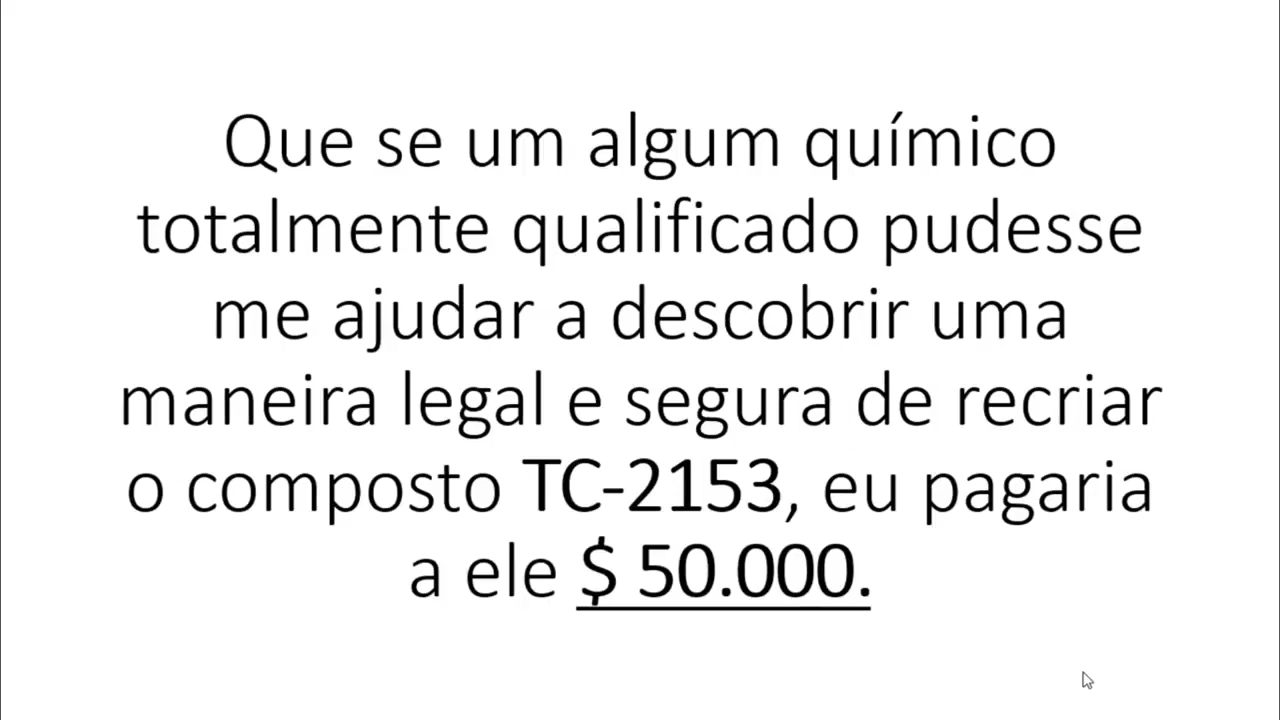 Que se um algum químico
totalmente qualificado pudesse
me ajudar a descobrir uma
maneira legal e segura de recriar
o composto TC-2153, eu pagaria
a ele $ 50.000.